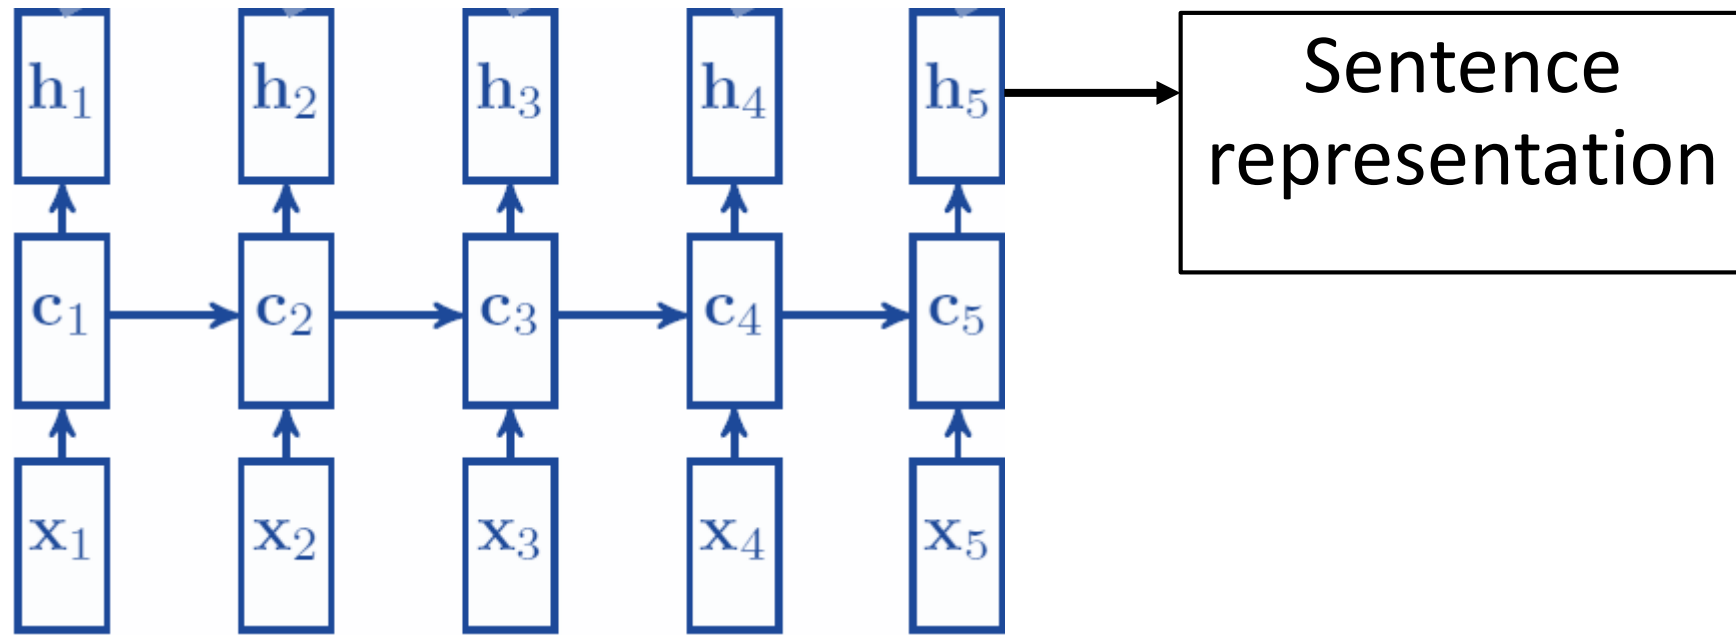 h₁ h₂ h₃ h₄ h₅
Sentence
representation
c₁ c₂ c₃ c₄ c₅
x₁ x₂ x₃ x₄ x₅